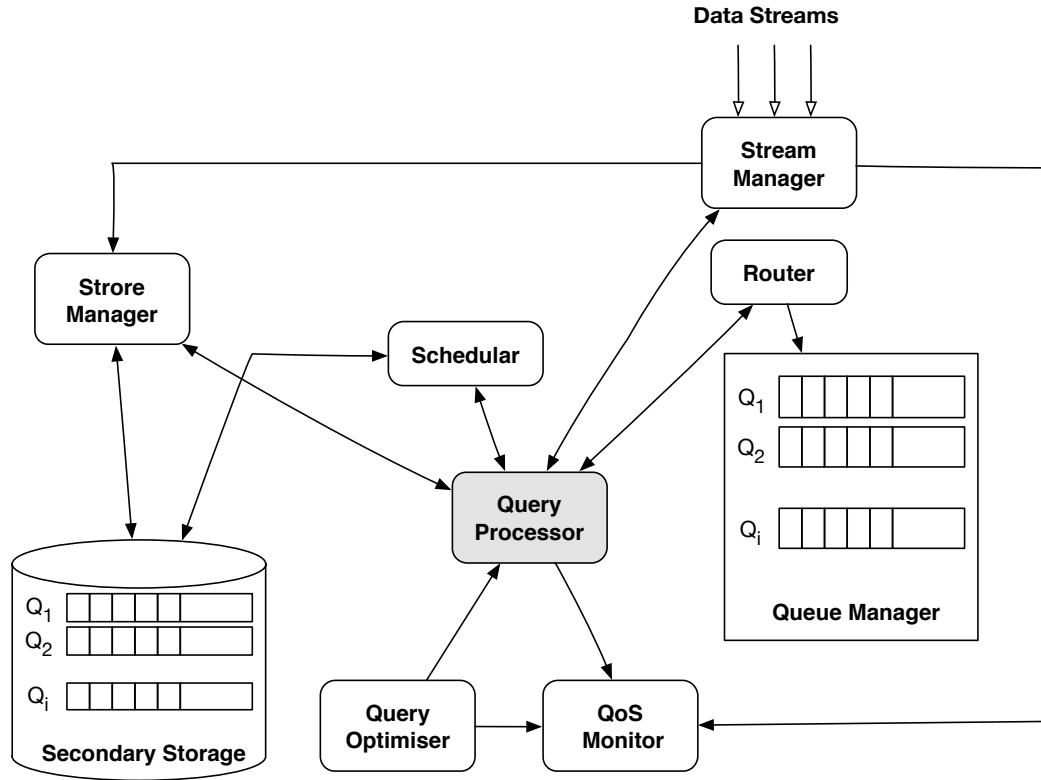 Data Streams
Stream
Manager
Strore
Manager
Router
Schedular
Q1
Q2
Qi
Queue Manager
Query
Processor
Q1
Q2
Qi
Secondary Storage
Query
Optimiser
QoS
Monitor